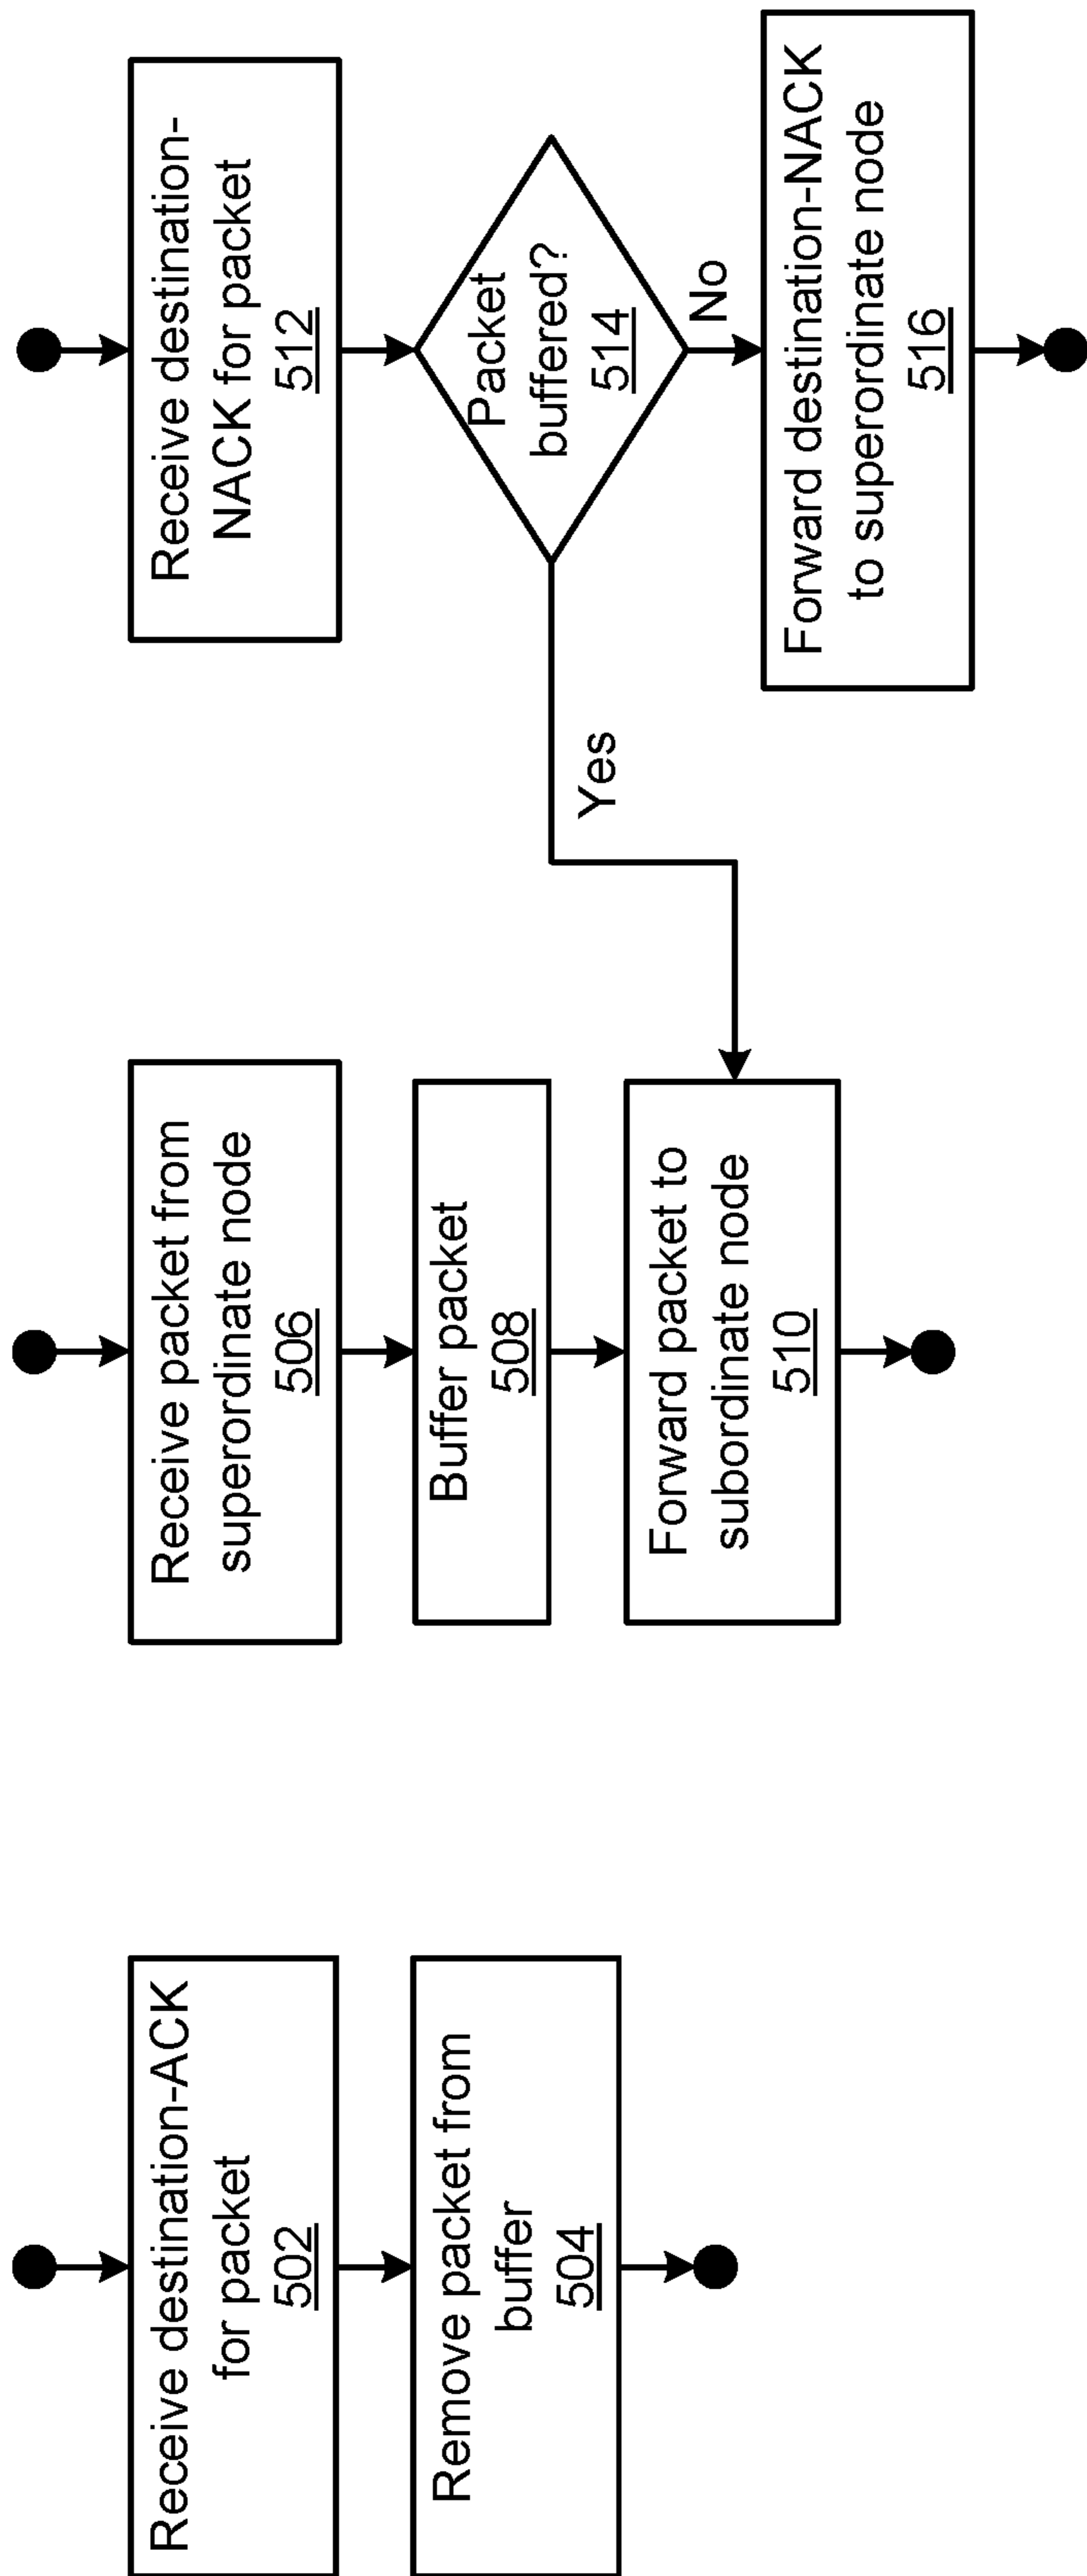 Receive destination-ACK
for packet
502
Remove packet from
buffer
504
Receive packet from
superordinate node
506
Buffer packet
508
Forward packet to
subordinate node
510
Receive destination-
NACK for packet
512
Packet
buffered?
514
Yes
No
Forward destination-NACK
to superordinate node
516